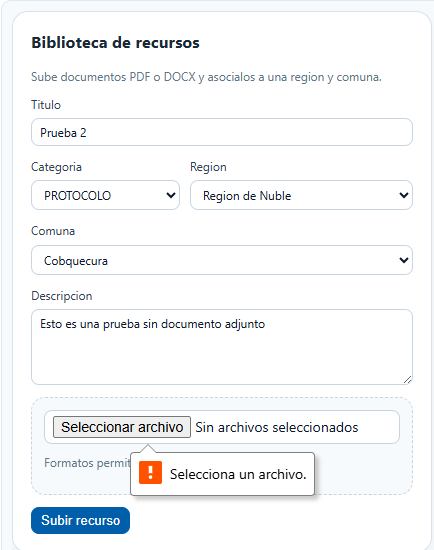 Biblioteca de recursos
Sube documentos PDF o DOCX y asocialos a una region y comuna.
Titulo
Prueba 2
Categoria Region
PROTOCOLO Region de Nuble
Comuna
Cobquecura
Descripcion
Esto es una prueba sin documento adjunto
Seleccionar archivo Sin archivos seleccionados
Formatos permit
Selecciona un archivo.
Subir recurso